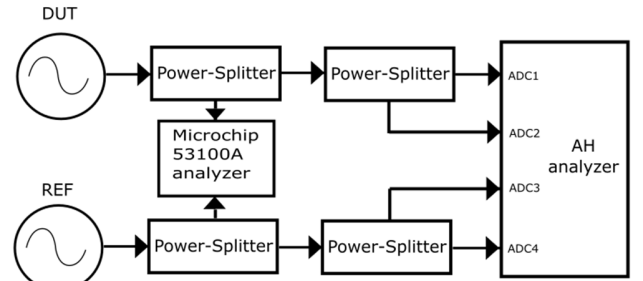 DUT
Power-Splitter
Power-Splitter
ADC1
Microchip
53100A
analyzer
ADC2
AH
analyzer
REF
ADC3
Power-Splitter
Power-Splitter
ADC4